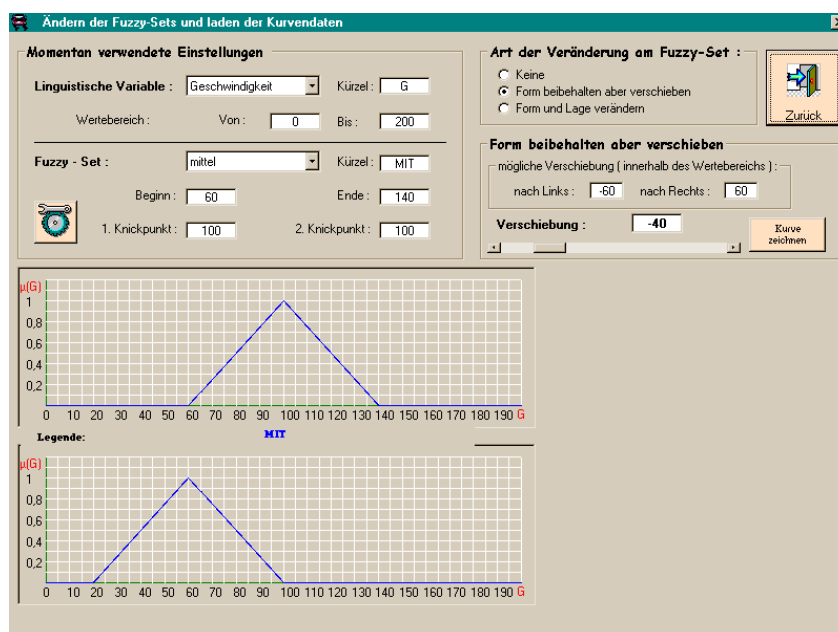 Ändern der Fuzzy-Sets und laden der Kurvendaten
Momentan verwendete Einstellungen
Linguistische Variable : Geschwindigkeit Kürzel : G
Wertebereich : Von : 0 Bis : 200
Fuzzy - Set : mittel Kürzel : MIT
Beginn : 60 Ende : 140
1. Knickpunkt : 100 2. Knickpunkt : 100
Art der Veränderung am Fuzzy-Set :
Keine
Form beibehalten aber verschieben
Form und Lage verändern
Zurück
Form beibehalten aber verschieben
mögliche Verschiebung ( innerhalb des Wertebereichs ) :
nach Links : -60 nach Rechts : 60
Verschiebung : -40
Kurve
zeichnen
µ(G)
1
0,8
0,6
0,4
0,2
0 10 20 30 40 50 60 70 80 90 100 110 120 130 140 150 160 170 180 190 G
Legende: MIT
µ(G)
1
0,8
0,6
0,4
0,2
0 10 20 30 40 50 60 70 80 90 100 110 120 130 140 150 160 170 180 190 G